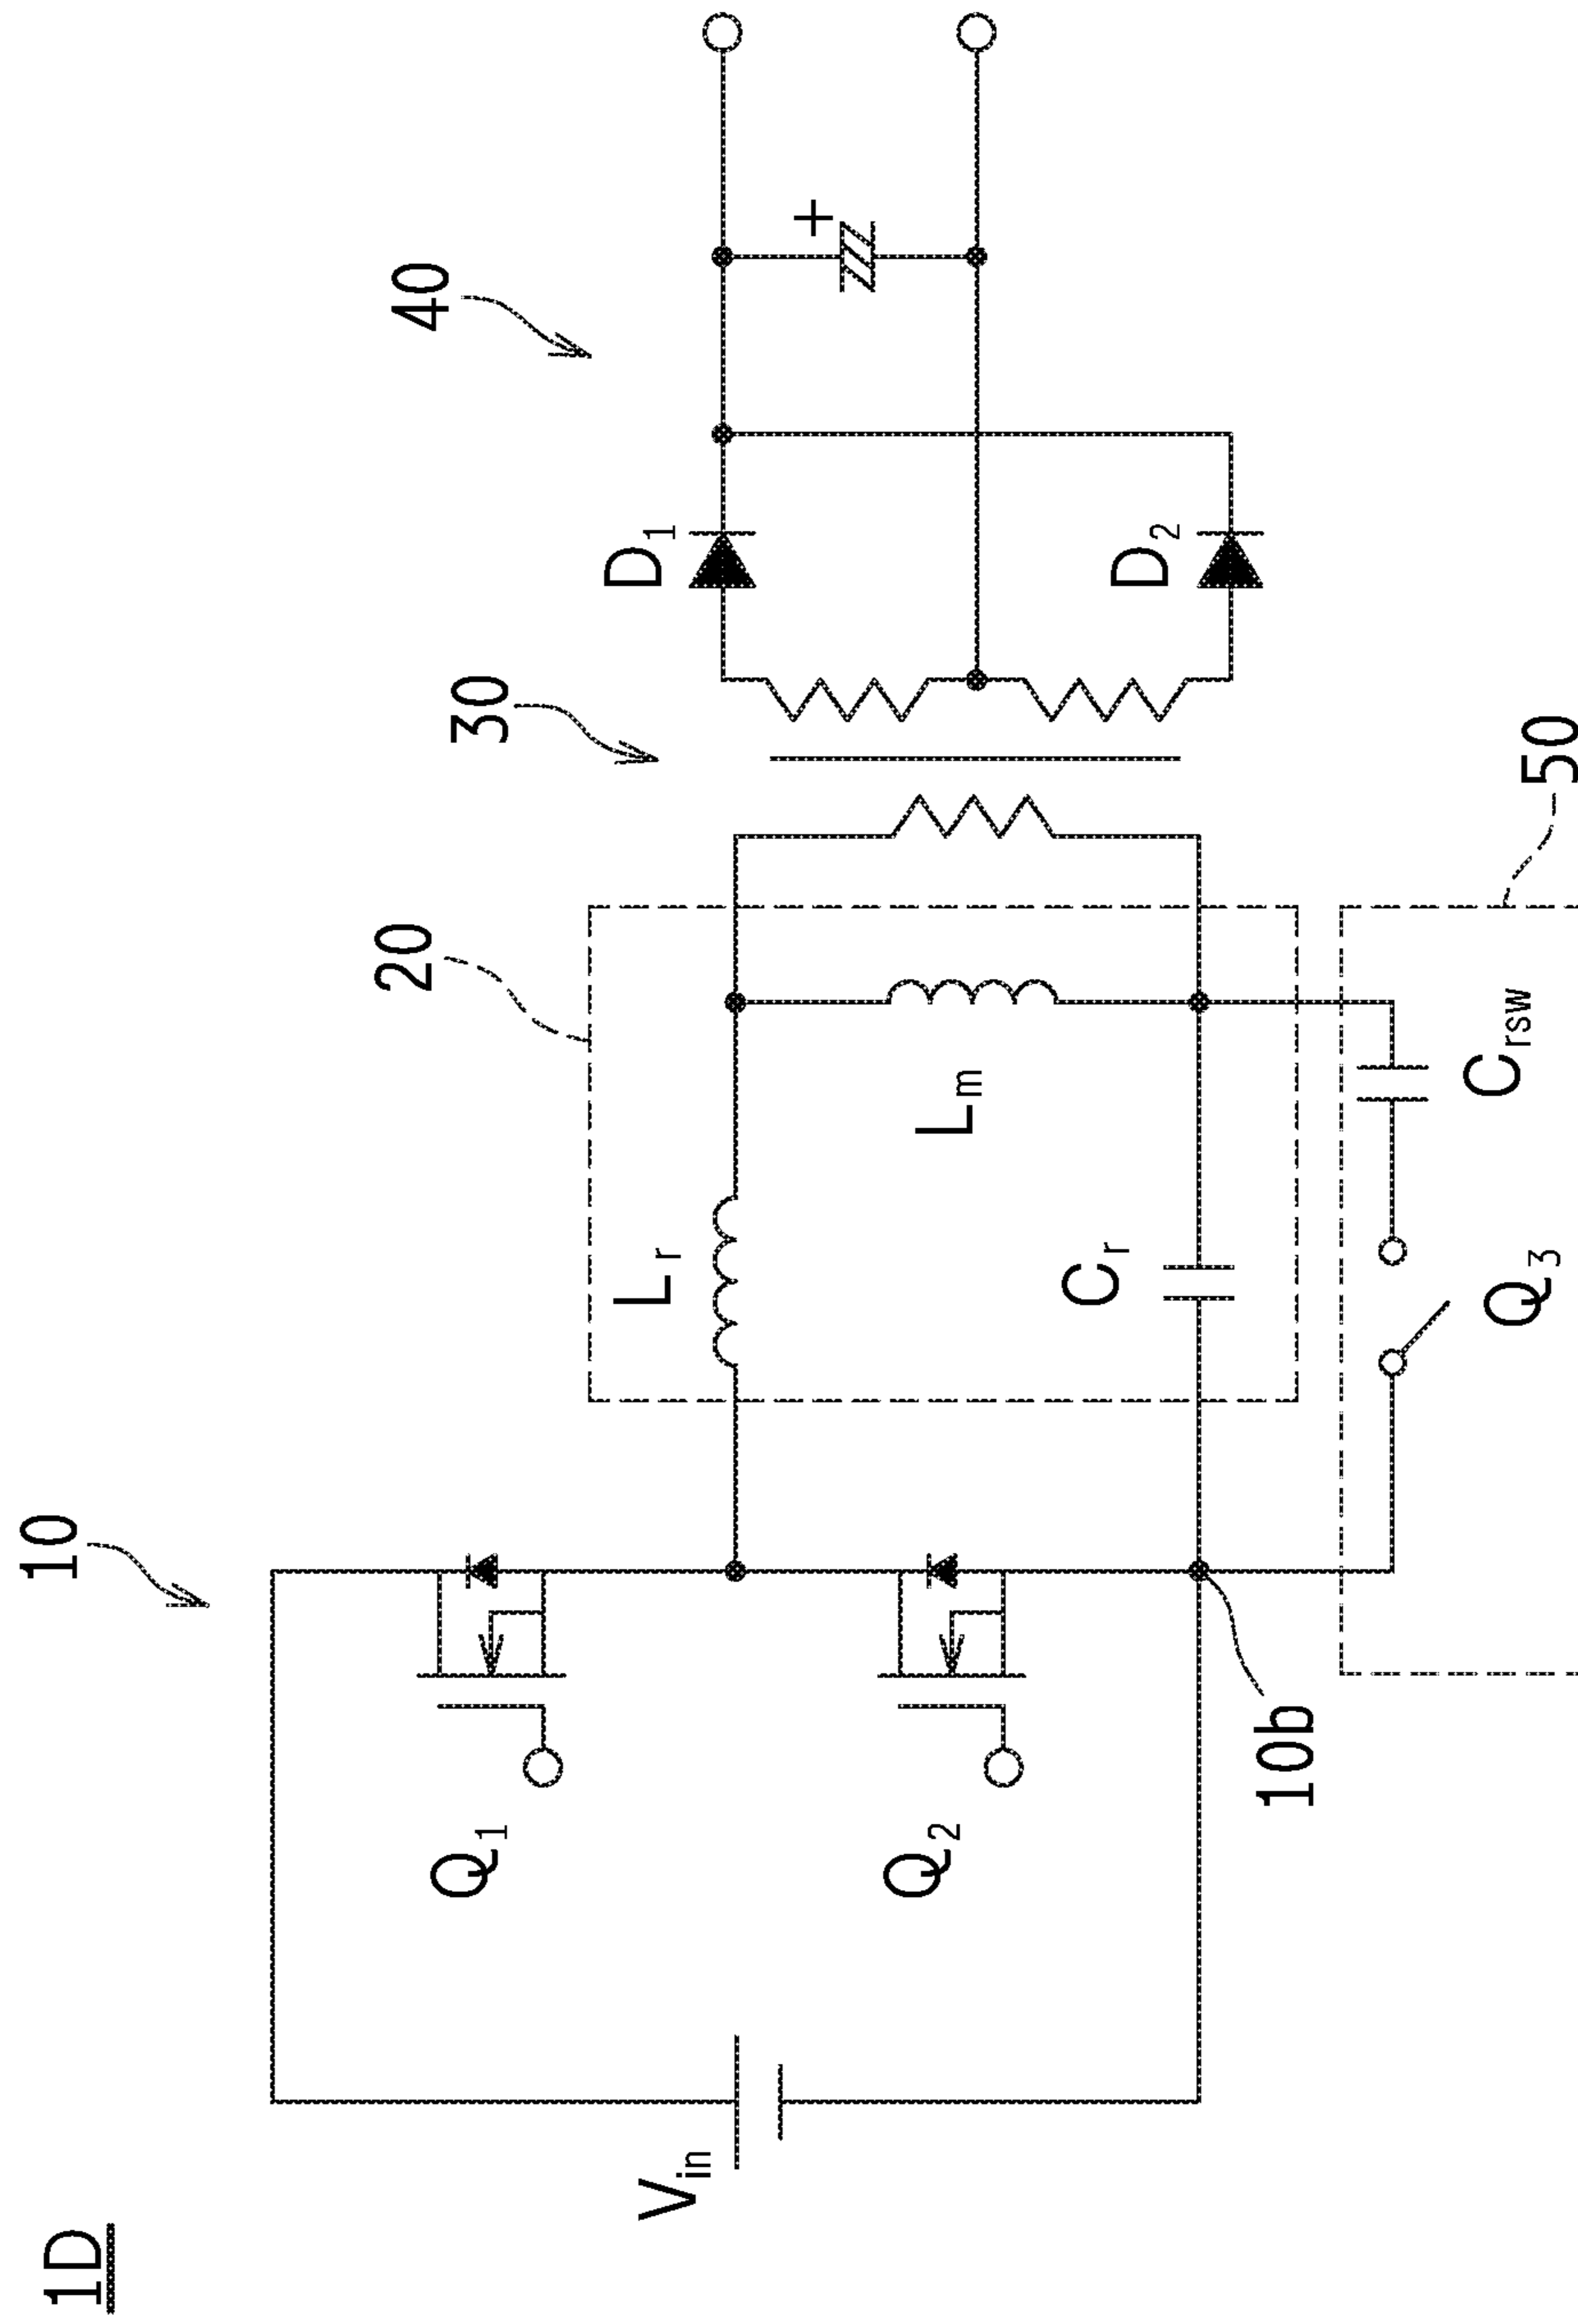 1D
10
20
30
40
V_in
Q_1
Q_2
10b
L_r
L_m
C_r
D_1
D_2
+
Q_3
C_rsw
50